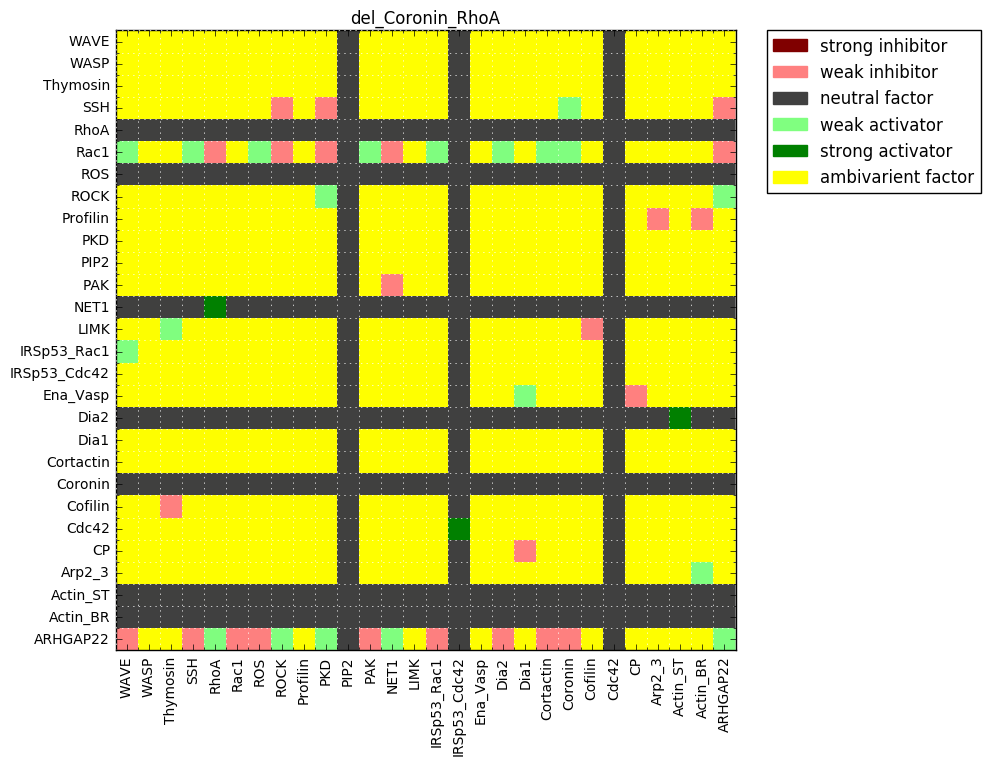 del_Coronin_RhoA
WAVE
WASP
Thymosin
SSH
RhoA
Rac1
ROS
ROCK
Profilin
PKD
PIP2
PAK
NET1
LIMK
IRSp53_Rac1
IRSp53_Cdc42
Ena_Vasp
Dia2
Dia1
Cortactin
Coronin
Cofilin
Cdc42
CP
Arp2_3
Actin_ST
Actin_BR
ARHGAP22
WAVE
WASP
Thymosin
SSH
RhoA
Rac1
ROS
ROCK
Profilin
PKD
PIP2
PAK
NET1
LIMK
IRSp53_Rac1
IRSp53_Cdc42
Ena_Vasp
Dia2
Dia1
Cortactin
Coronin
Cofilin
Cdc42
CP
Arp2_3
Actin_ST
Actin_BR
ARHGAP22
strong inhibitor
weak inhibitor
neutral factor
weak activator
strong activator
ambivarient factor